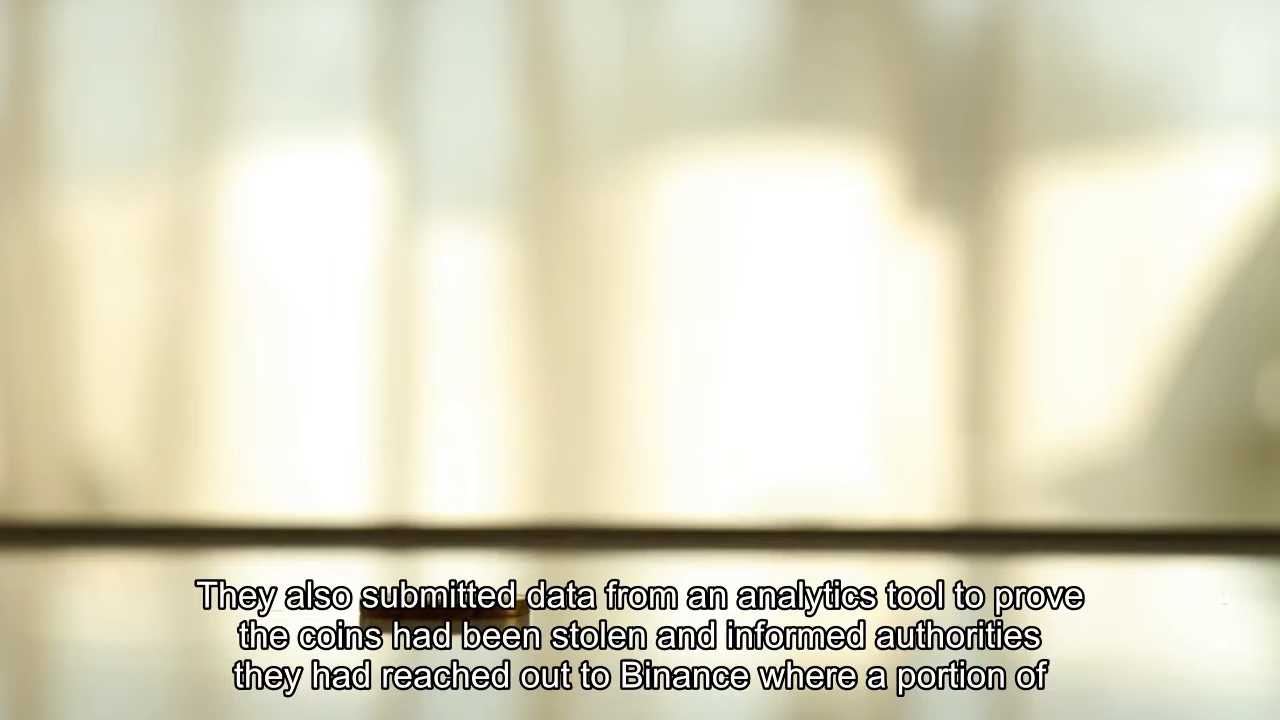 They also submitted data from an analytics tool to prove
the coins had been stolen and informed authorities
they had reached out to Binance where a portion of